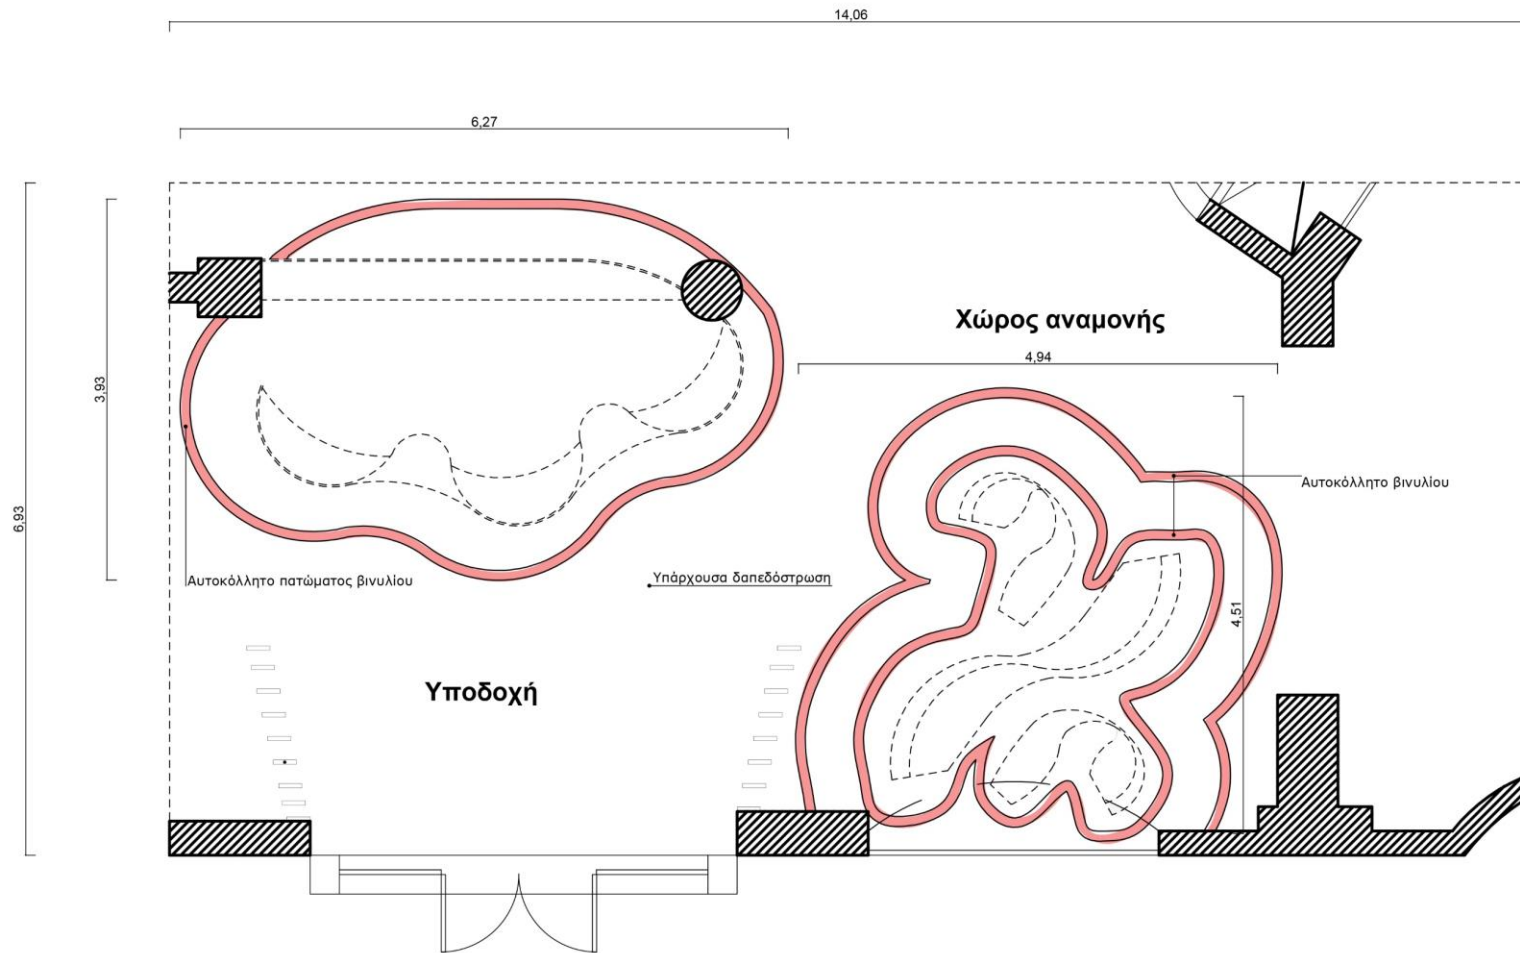 14,06
6,27
Χώρος αναμονής
4,94
3,93
Αυτοκόλλητο βινυλίου
6,93
Αυτοκόλλητο πατώματος βινυλίου
Υπάρχουσα δαπεδόστρωση
4,51
Υποδοχή